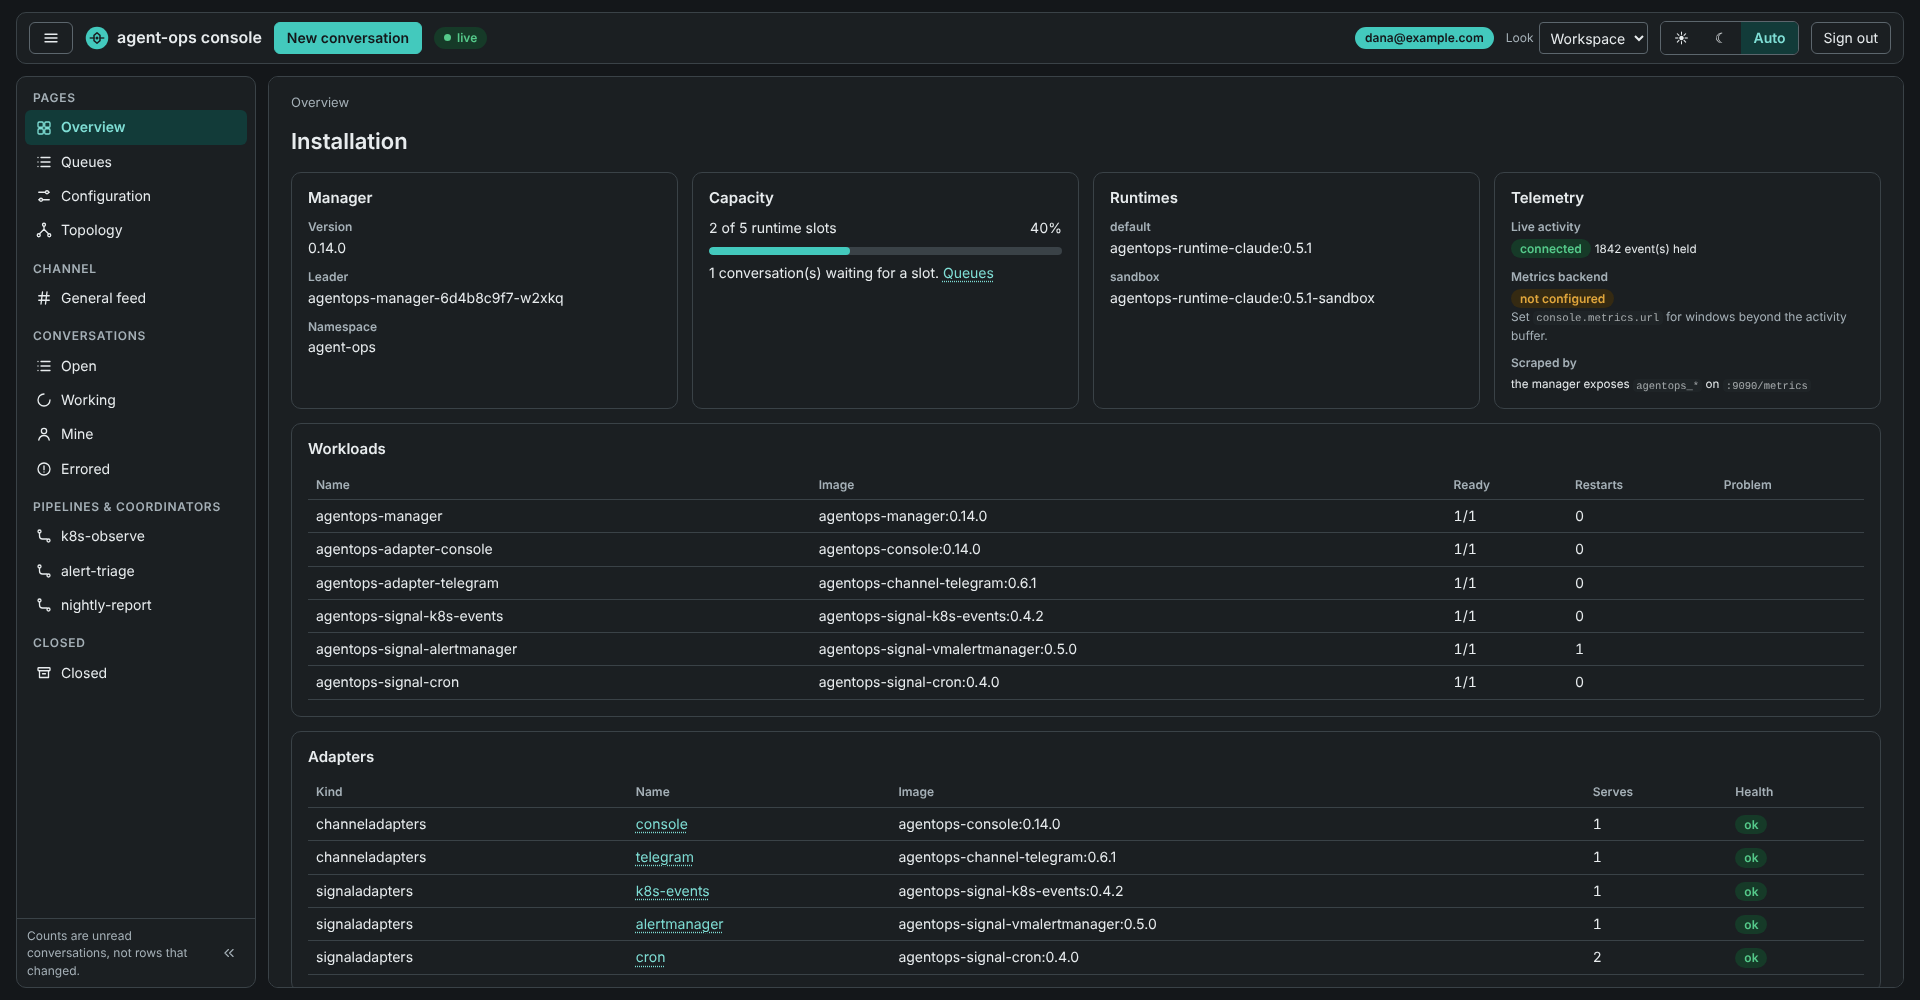 agent-ops console
New conversation
live
dana@example.com
Look
Workspace
Auto
Sign out
PAGES
Overview
Queues
Configuration
Topology
CHANNEL
General feed
CONVERSATIONS
Open
Working
Mine
Errored
PIPELINES & COORDINATORS
k8s-observe
alert-triage
nightly-report
CLOSED
Closed
Counts are unread
conversations, not rows that
changed.
Overview
Installation
Manager
Version
0.14.0
Leader
agentops-manager-6d4b8c9f7-w2xkq
Namespace
agent-ops
Capacity
2 of 5 runtime slots 40%
1 conversation(s) waiting for a slot. Queues
Runtimes
default
agentops-runtime-claude:0.5.1
sandbox
agentops-runtime-claude:0.5.1-sandbox
Telemetry
Live activity
connected 1842 event(s) held
Metrics backend
not configured
Set console.metrics.url for windows beyond the activity
buffer.
Scraped by
the manager exposes agentops_* on :9090/metrics
Workloads
Name Image Ready Restarts Problem
agentops-manager agentops-manager:0.14.0 1/1 0
agentops-adapter-console agentops-console:0.14.0 1/1 0
agentops-adapter-telegram agentops-channel-telegram:0.6.1 1/1 0
agentops-signal-k8s-events agentops-signal-k8s-events:0.4.2 1/1 0
agentops-signal-alertmanager agentops-signal-vmalertmanager:0.5.0 1/1 1
agentops-signal-cron agentops-signal-cron:0.4.0 1/1 0
Adapters
Kind Name Image Serves Health
channeladapters console agentops-console:0.14.0 1 ok
channeladapters telegram agentops-channel-telegram:0.6.1 1 ok
signaladapters k8s-events agentops-signal-k8s-events:0.4.2 1 ok
signaladapters alertmanager agentops-signal-vmalertmanager:0.5.0 1 ok
signaladapters cron agentops-signal-cron:0.4.0 2 ok